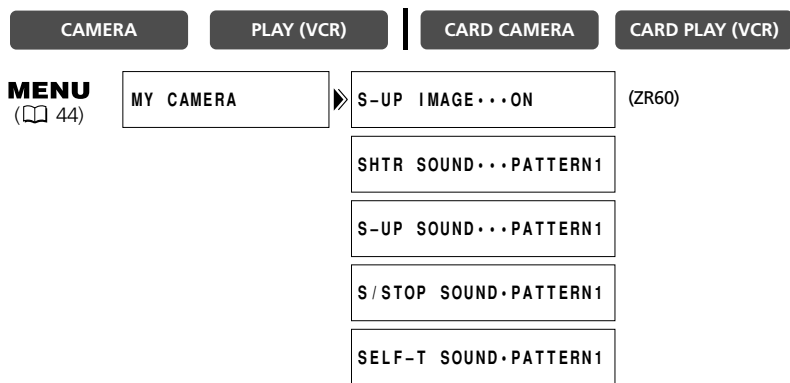 CAMERA PLAY (VCR) CARD CAMERA CARD PLAY (VCR)
MENU
( 44)
MY CAMERA
S-UP IMAGE···ON
(ZR60)
SHTR SOUND···PATTERN1
S-UP SOUND···PATTERN1
S/STOP SOUND·PATTERN1
SELF-T SOUND·PATTERN1